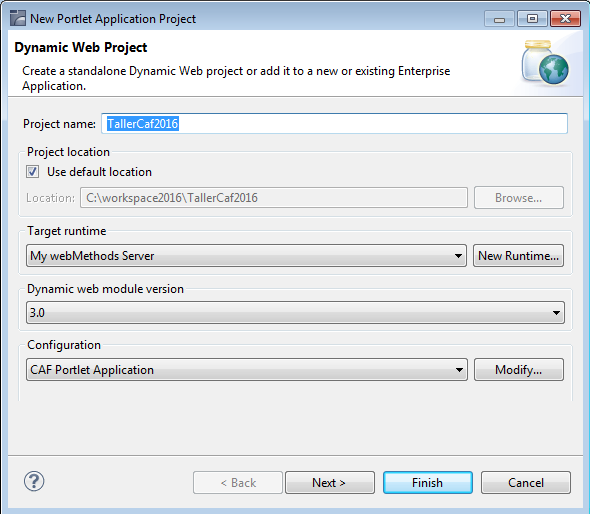 New Portlet Application Project
Dynamic Web Project
Create a standalone Dynamic Web project or add it to a new or existing Enterprise
Application.
Project name: TallerCaf2016
Project location
Use default location
Location: C:\workspace2016\TallerCaf2016 Browse...
Target runtime
My webMethods Server New Runtime...
Dynamic web module version
3.0
Configuration
CAF Portlet Application Modify...
? < Back Next > Finish Cancel